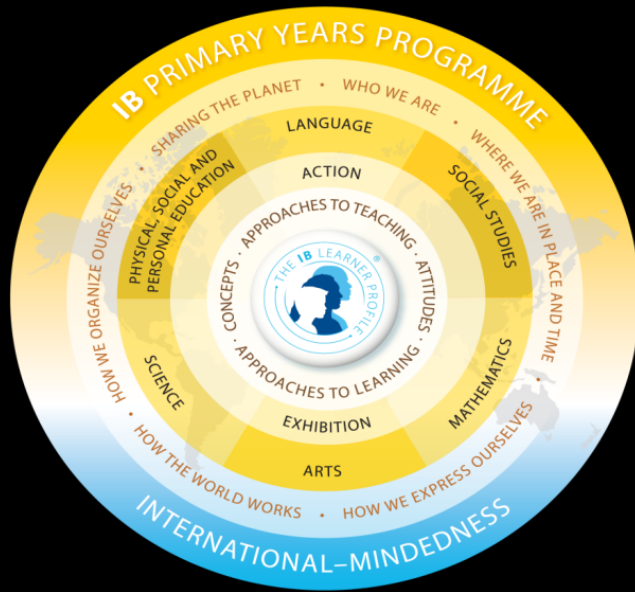 IB PRIMARY YEARS PROGRAMME
SHARING THE PLANET • WHO WE ARE • WHERE WE ARE IN PLACE AND TIME • HOW WE EXPRESS OURSELVES • HOW THE WORLD WORKS • HOW WE ORGANIZE OURSELVES •
LANGUAGE
SOCIAL STUDIES
MATHEMATICS
ARTS
SCIENCE
PHYSICAL, SOCIAL AND
PERSONAL EDUCATION
ACTION
EXHIBITION
APPROACHES TO TEACHING · ATTITUDES · APPROACHES TO LEARNING · CONCEPTS ·
THE IB LEARNER PROFILE
®
INTERNATIONAL–MINDEDNESS